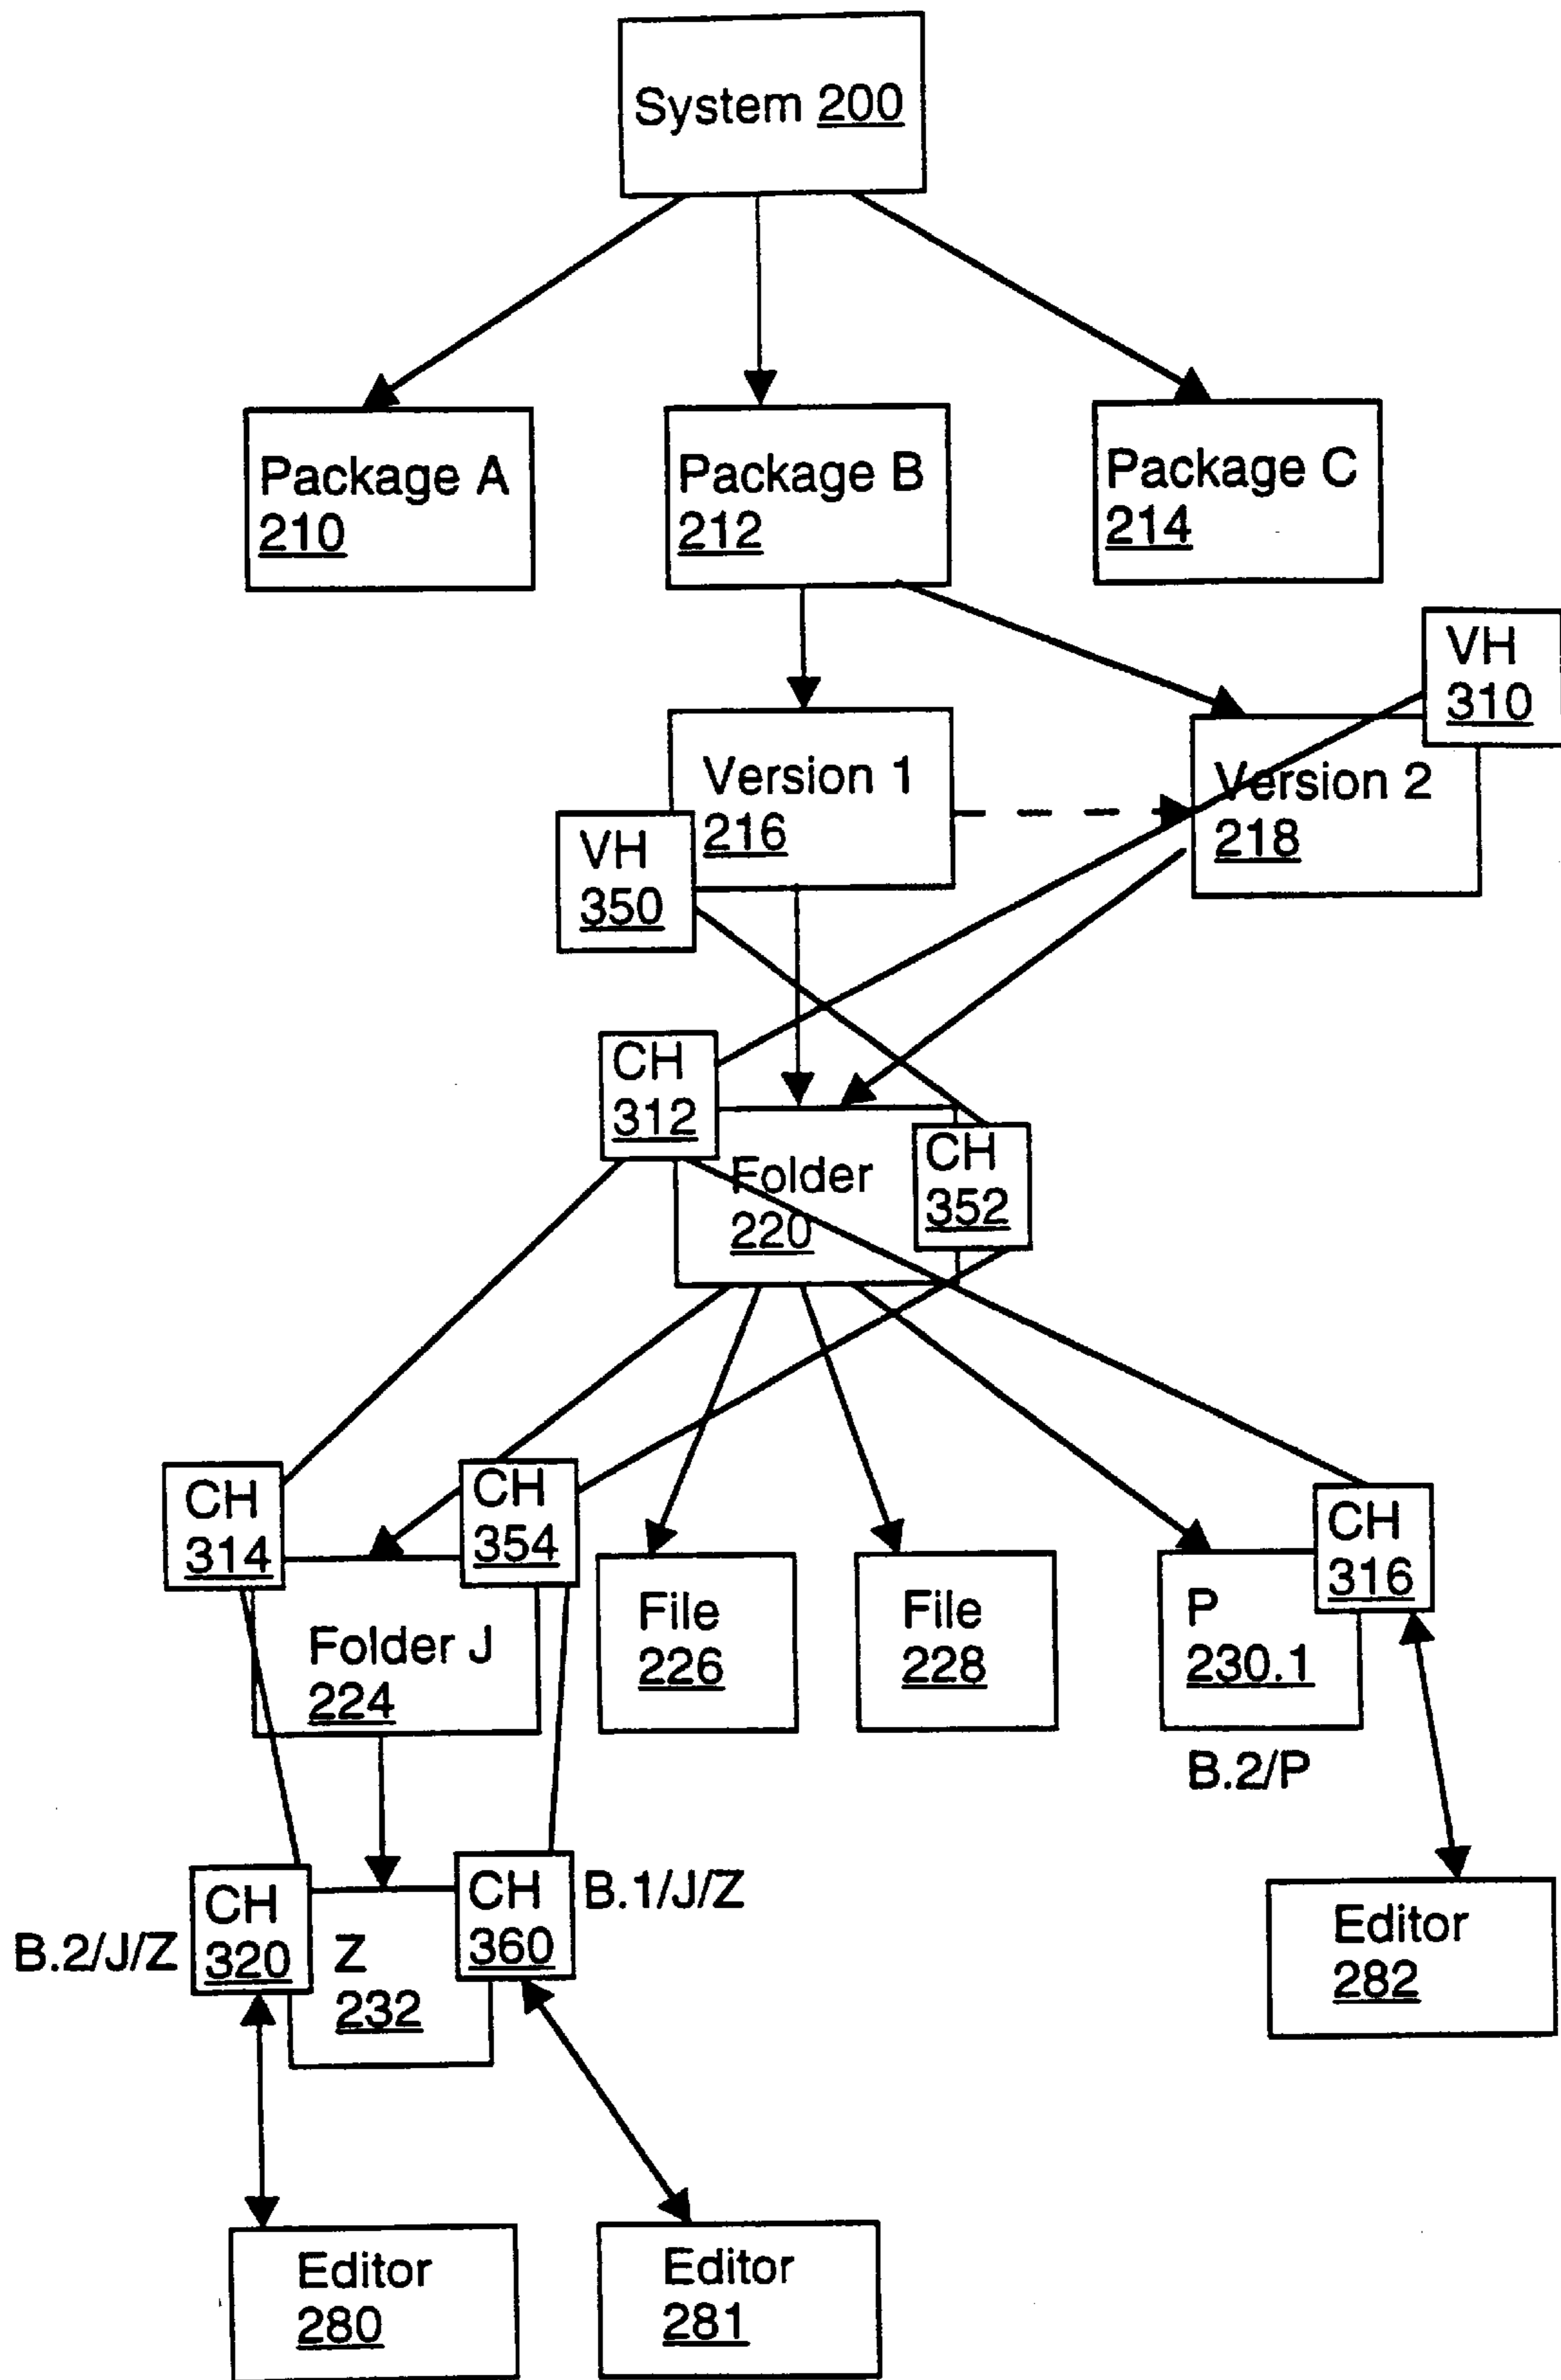 System 200
Package A
210
Package B
212
Package C
214
VH
310
Version 1
216
Version 2
218
VH
350
CH
312
Folder
220
CH
352
CH
314
CH
354
CH
316
Folder J
224
File
226
File
228
P
230.1
B.2/P
CH
320
B.2/J/Z
Z
232
CH
360
B.1/J/Z
Editor
282
Editor
280
Editor
281